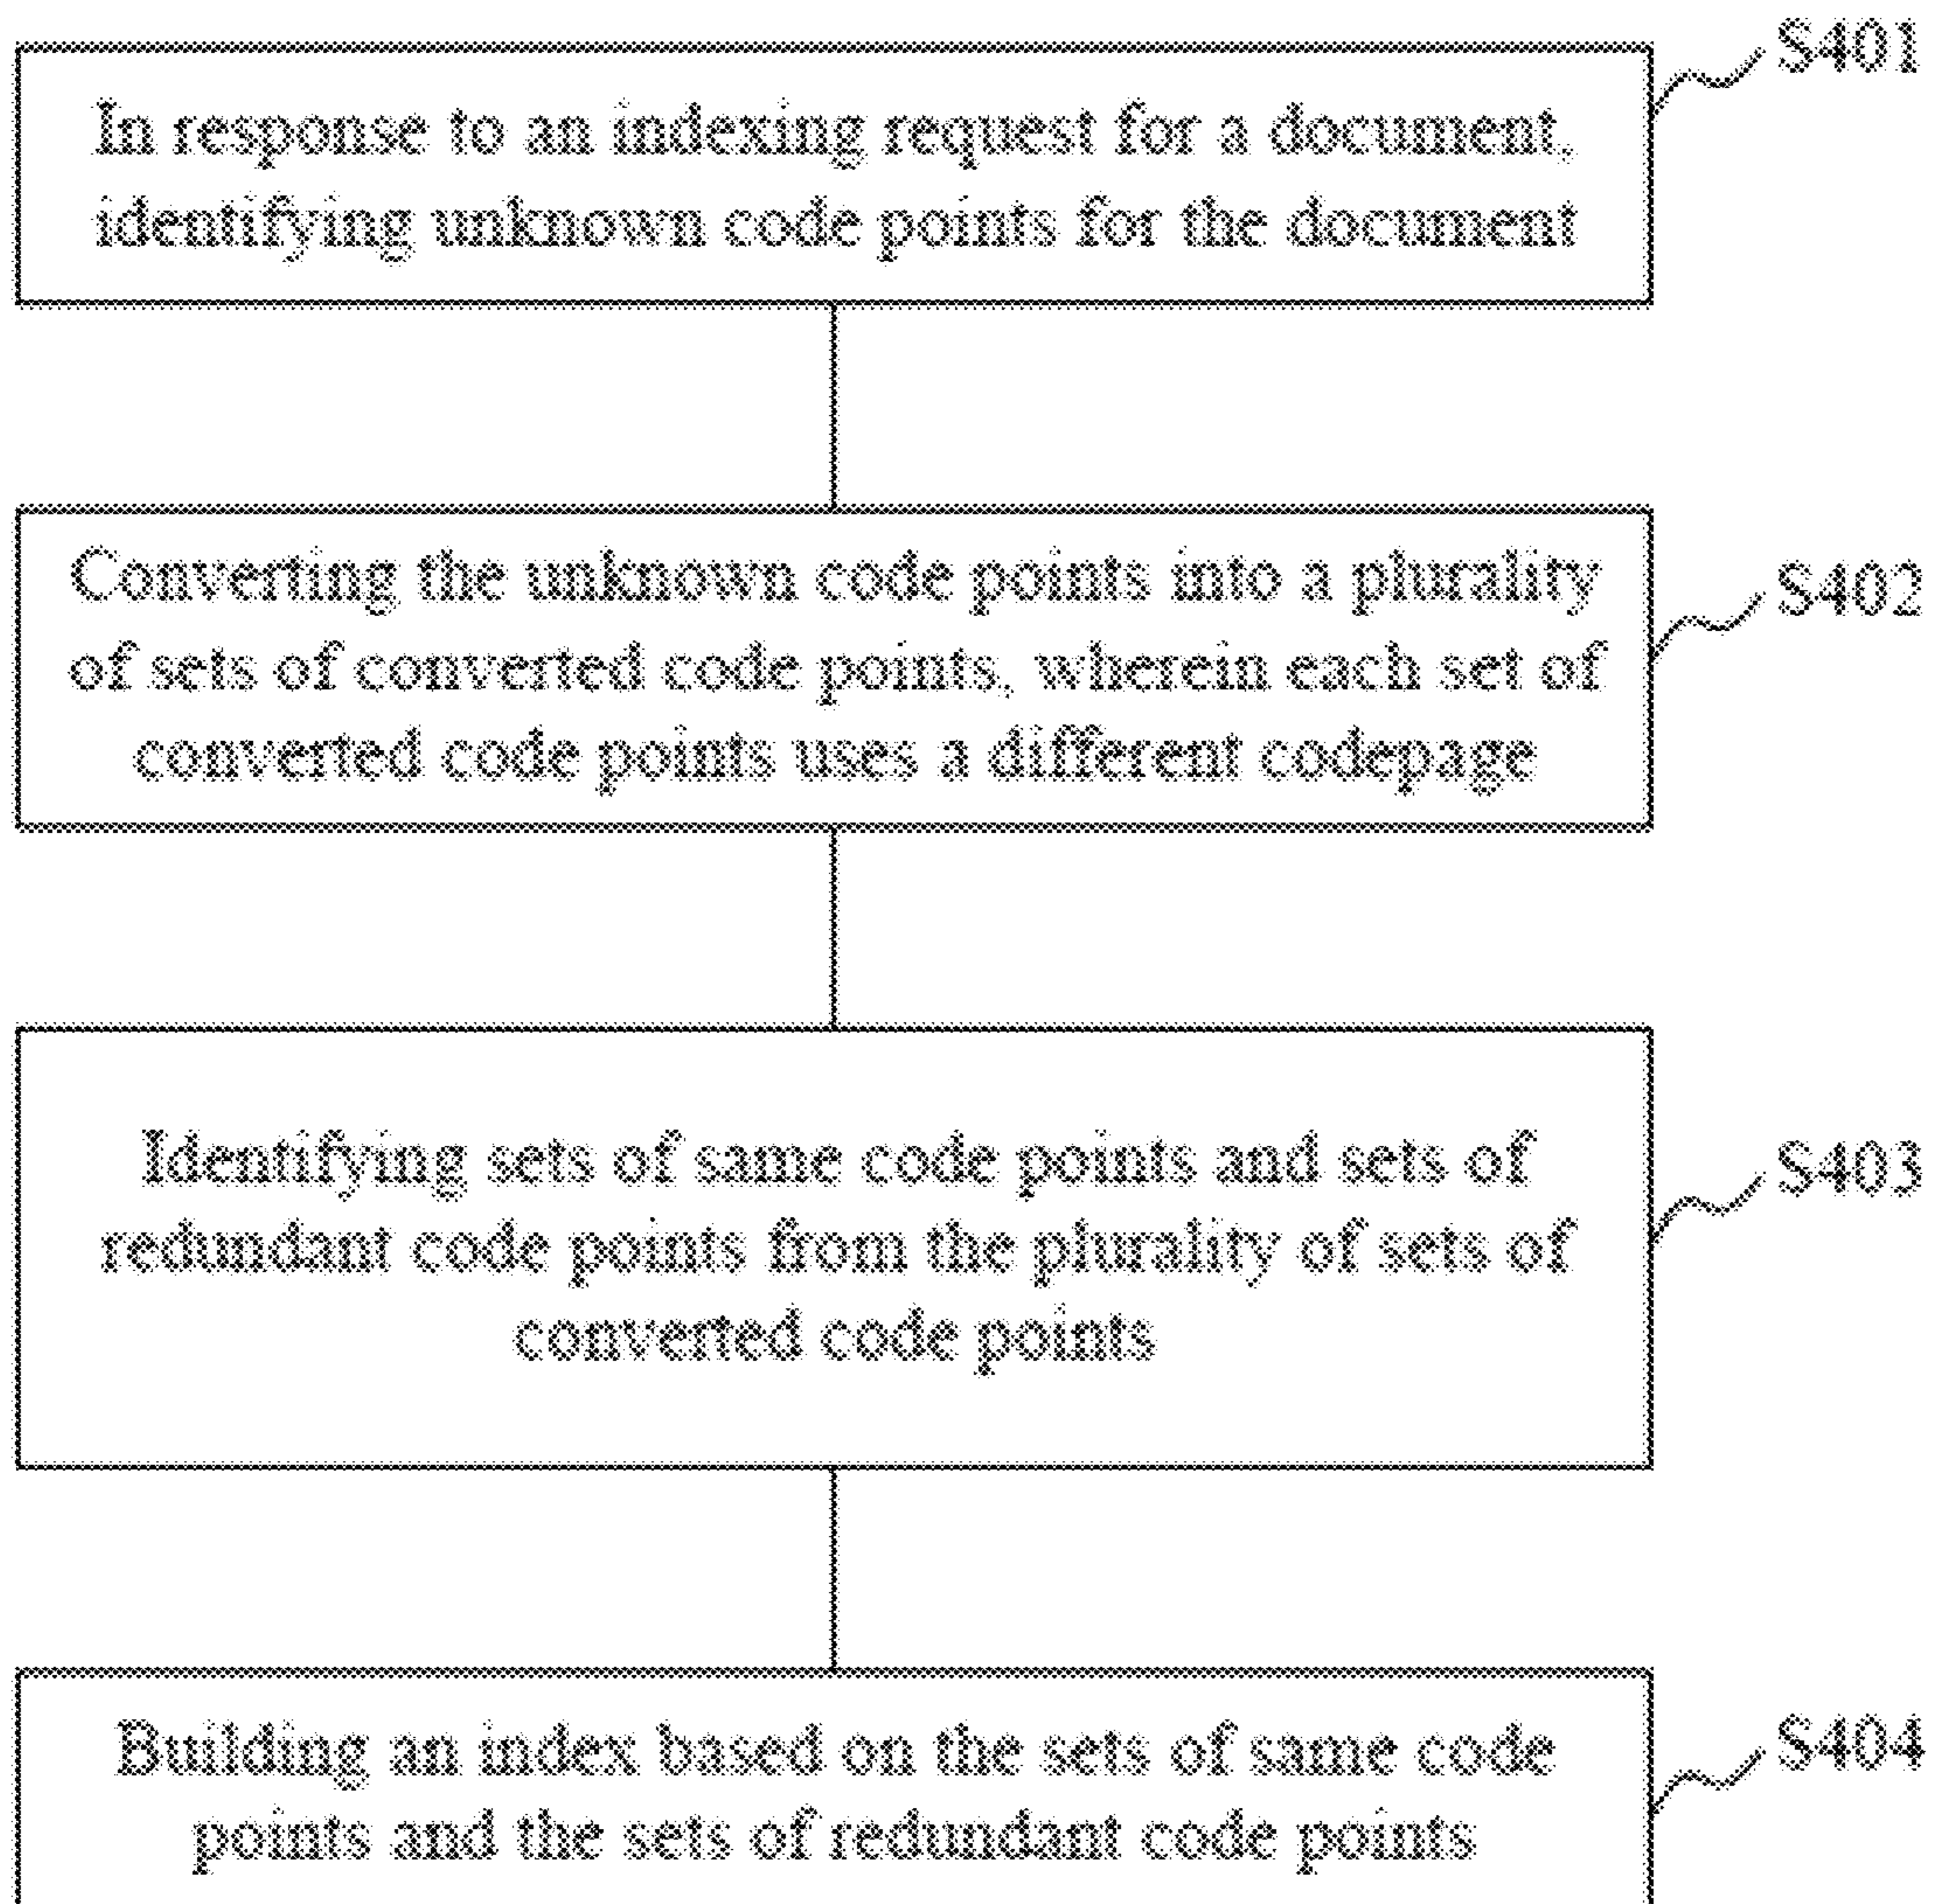 S401
In response to an indexing request for a document,
identifying unknown code points for the document
Converting the unknown code points into a plurality
S402
of sets of converted code points, wherein each set of
converted code points uses a different codepage
Identifying sets of same code points and sets of
S403
redundant code points from the plurality of sets of
converted code points
Building an index based on the sets of same code
S404
points and the sets of redundant code points